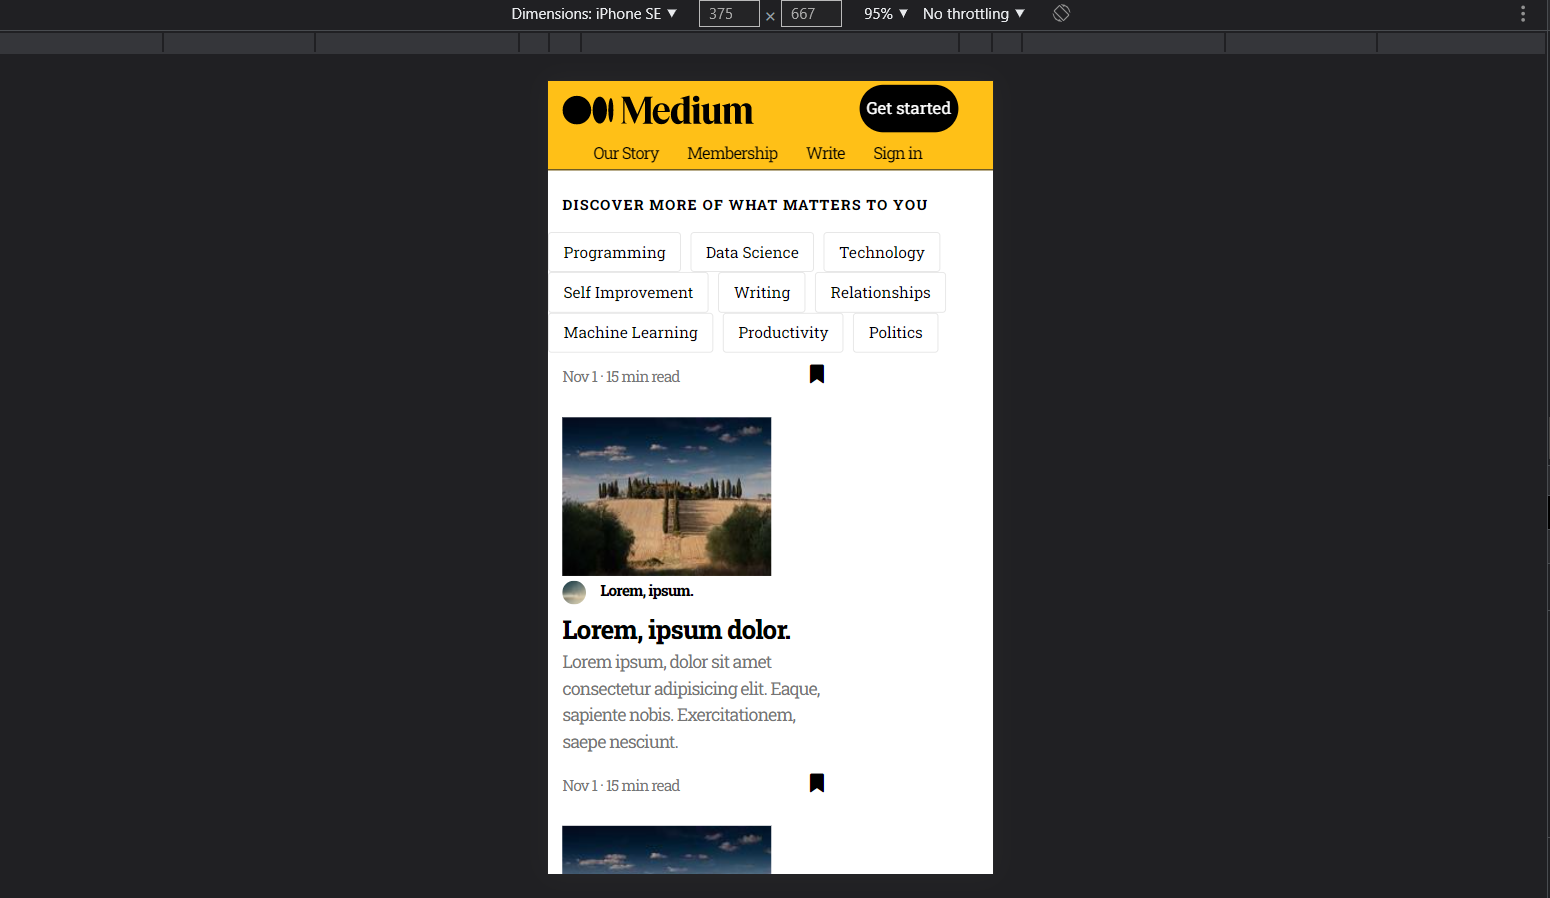 Dimensions: iPhone SE ▼ 375 × 667 95% ▼ No throttling ▼
Medium Get started
Our Story Membership Write Sign in
DISCOVER MORE OF WHAT MATTERS TO YOU
Programming Data Science Technology
Self Improvement Writing Relationships
Machine Learning Productivity Politics
Nov 1 · 15 min read
Lorem, ipsum.
Lorem, ipsum dolor.
Lorem ipsum, dolor sit amet
consectetur adipisicing elit. Eaque,
sapiente nobis. Exercitationem,
saepe nesciunt.
Nov 1 · 15 min read